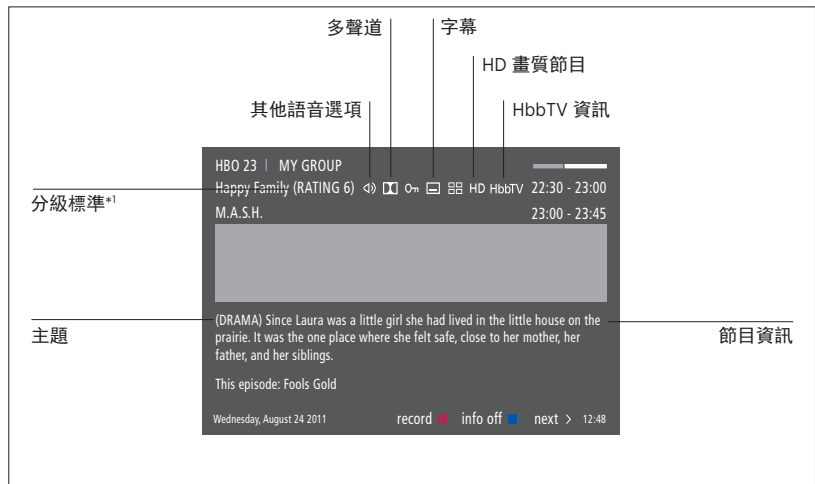 多聲道
字幕
HD 畫質節目
其他語音選項
HbbTV 資訊
HBO 23 | MY GROUP
分級標準*1
Happy Family (RATING 6) HD HbbTV 22:30 - 23:00
M.A.S.H. 23:00 - 23:45
主題
(DRAMA) Since Laura was a little girl she had lived in the little house on the
節目資訊
prairie. It was the one place where she felt safe, close to her mother, her
father, and her siblings.
This episode: Fools Gold
Wednesday, August 24 2011 record info off next > 12:48